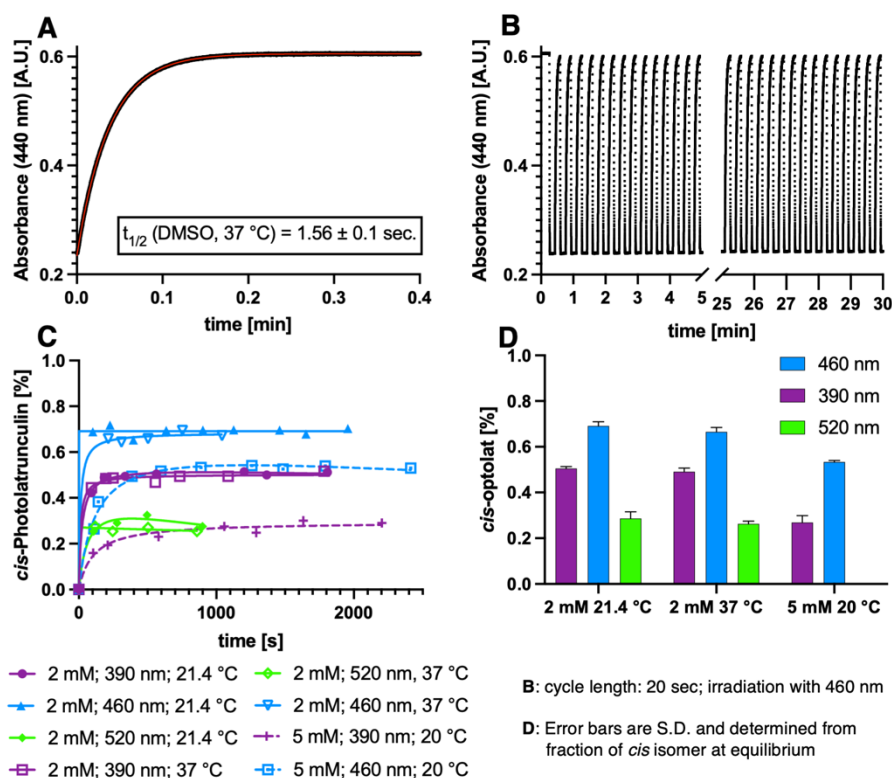 A
Absorbance (440 nm) [A.U.]
0.6
0.4
0.2
t1/2 (DMSO, 37 °C) = 1.56 ± 0.1 sec.
0.0 0.1 0.2 0.3 0.4
time [min]
B
Absorbance (440 nm) [A.U.]
0.6
0.4
0.2
0 1 2 3 4 5 25 26 27 28 29 30
time [min]
C
cis-Photolatrunculin [%]
1.0
0.8
0.6
0.4
0.2
0.0
0 1000 2000
time [s]
2 mM; 390 nm; 21.4 °C
2 mM; 460 nm; 21.4 °C
2 mM; 520 nm; 21.4 °C
2 mM; 390 nm; 37 °C
2 mM; 520 nm, 37 °C
2 mM; 460 nm, 37 °C
5 mM; 390 nm; 20 °C
5 mM; 460 nm; 20 °C
D
cis-optolat [%]
1.0
0.8
0.6
0.4
0.2
0.0
460 nm
390 nm
520 nm
2 mM 21.4 °C 2 mM 37 °C 5 mM 20 °C
B: cycle length: 20 sec; irradiation with 460 nm
D: Error bars are S.D. and determined from
fraction of cis isomer at equilibrium